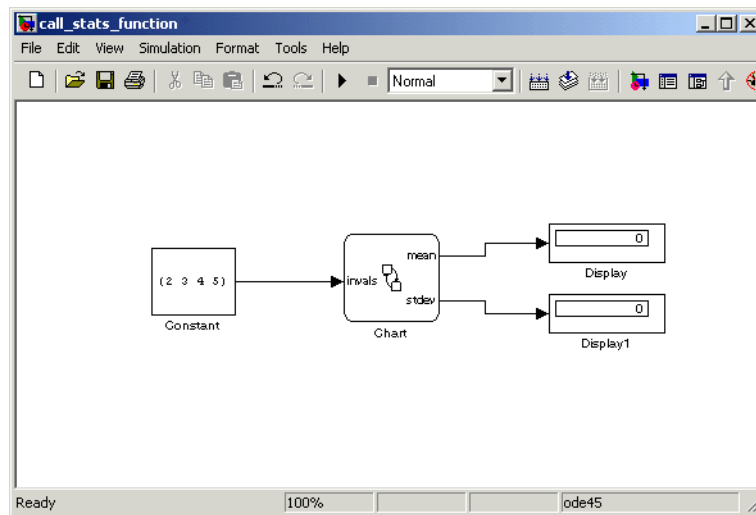 call_stats_function
File Edit View Simulation Format Tools Help
Normal
mean
0
Display
(2 3 4 5)
invals
stdev
0
Constant
Chart
Display1
Ready 100% ode45